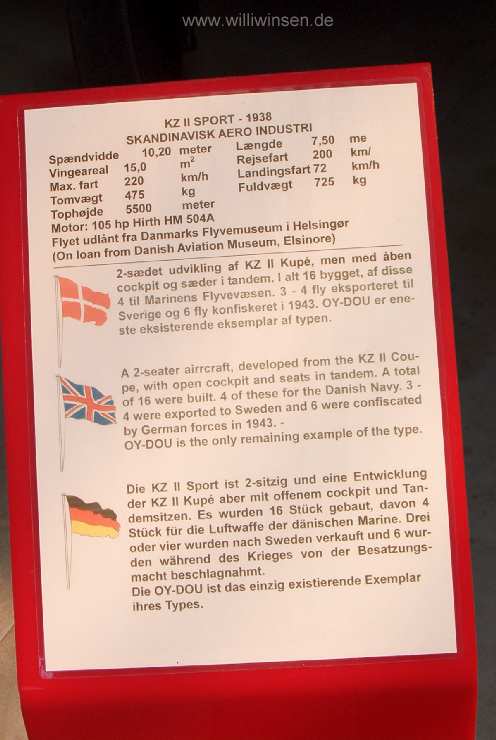 www.williwinsen.de
KZ II SPORT - 1938
SKANDINAVISK AERO INDUSTRI
Spændvidde 10,20 meter Længde 7,50 me
Vingeareal 15,0 m² Rejsefart 200 km/
Max. fart 220 km/h Landingsfart 72 km/h
Tomvægt 475 kg Fuldvægt 725 kg
Tophøjde 5500 meter
Motor: 105 hp Hirth HM 504A
Flyet udlånt fra Danmarks Flyvemuseum i Helsingør
(On loan from Danish Aviation Museum, Elsinore)
2-sædet udvikling af KZ II Kupé, men med åben
cockpit og sæder i tandem. I alt 16 bygget, af disse
4 til Marinens Flyvevæsen. 3 - 4 fly eksporteret til
Sverige og 6 fly konfiskeret i 1943. OY-DOU er ene-
ste eksisterende eksemplar af typen.
A 2-seater airrcraft, developed from the KZ II Cou-
pe, with open cockpit and seats in tandem. A total
of 16 were built. 4 of these for the Danish Navy. 3 -
4 were exported to Sweden and 6 were confiscated
by German forces in 1943. -
OY-DOU is the only remaining example of the type.
Die KZ II Sport ist 2-sitzig und eine Entwicklung
der KZ II Kupé aber mit offenem cockpit und Tan-
demsitzen. Es wurden 16 Stück gebaut, davon 4
Stück für die Luftwaffe der dänischen Marine. Drei
oder vier wurden nach Sweden verkauft und 6 wur-
den während des Krieges von der Besatzungs-
macht beschlagnahmt.
Die OY-DOU ist das einzig existierende Exemplar
ihres Types.